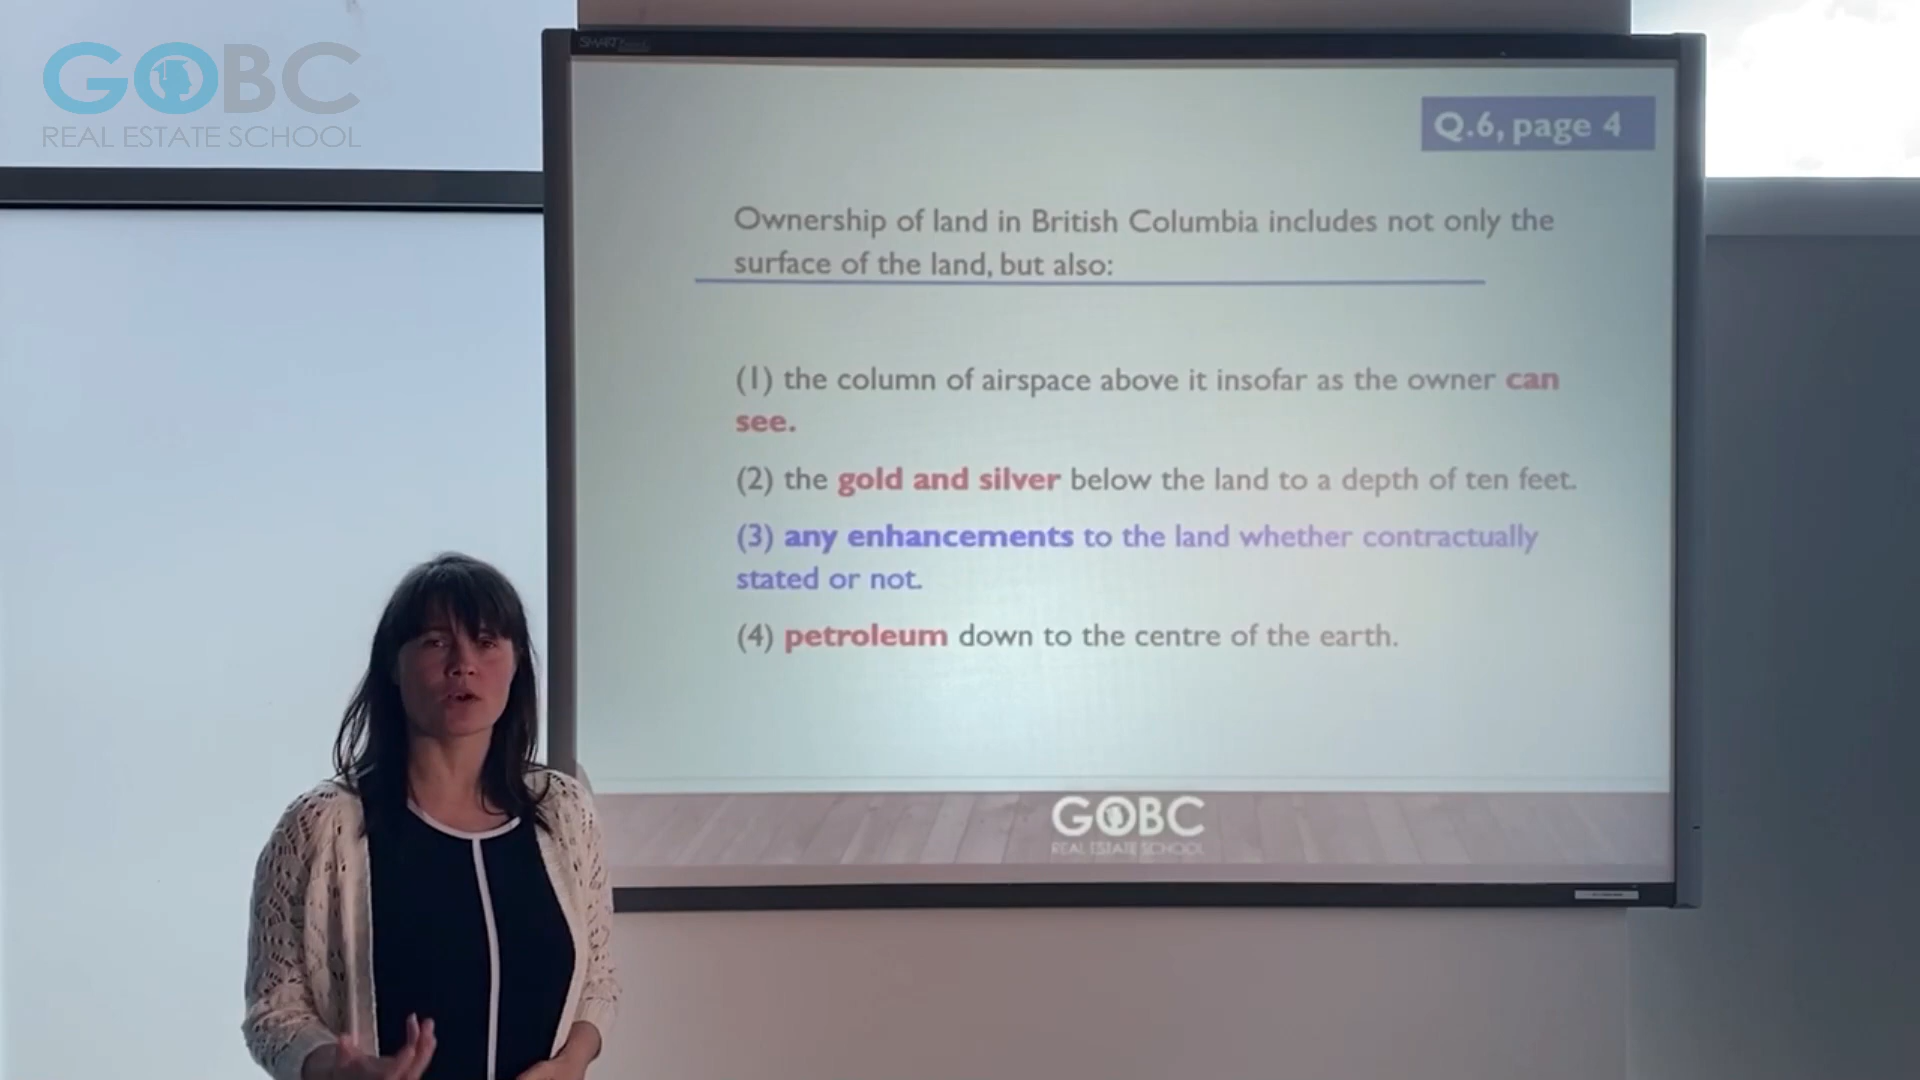 GOBC
REAL ESTATE SCHOOL
SMART
Q.6, page 4
Ownership of land in British Columbia includes not only the
surface of the land, but also:
(1) the column of airspace above it insofar as the owner can
see.
(2) the gold and silver below the land to a depth of ten feet.
(3) any enhancements to the land whether contractually
stated or not.
(4) petroleum down to the centre of the earth.
GOBC
REAL ESTATE SCHOOL